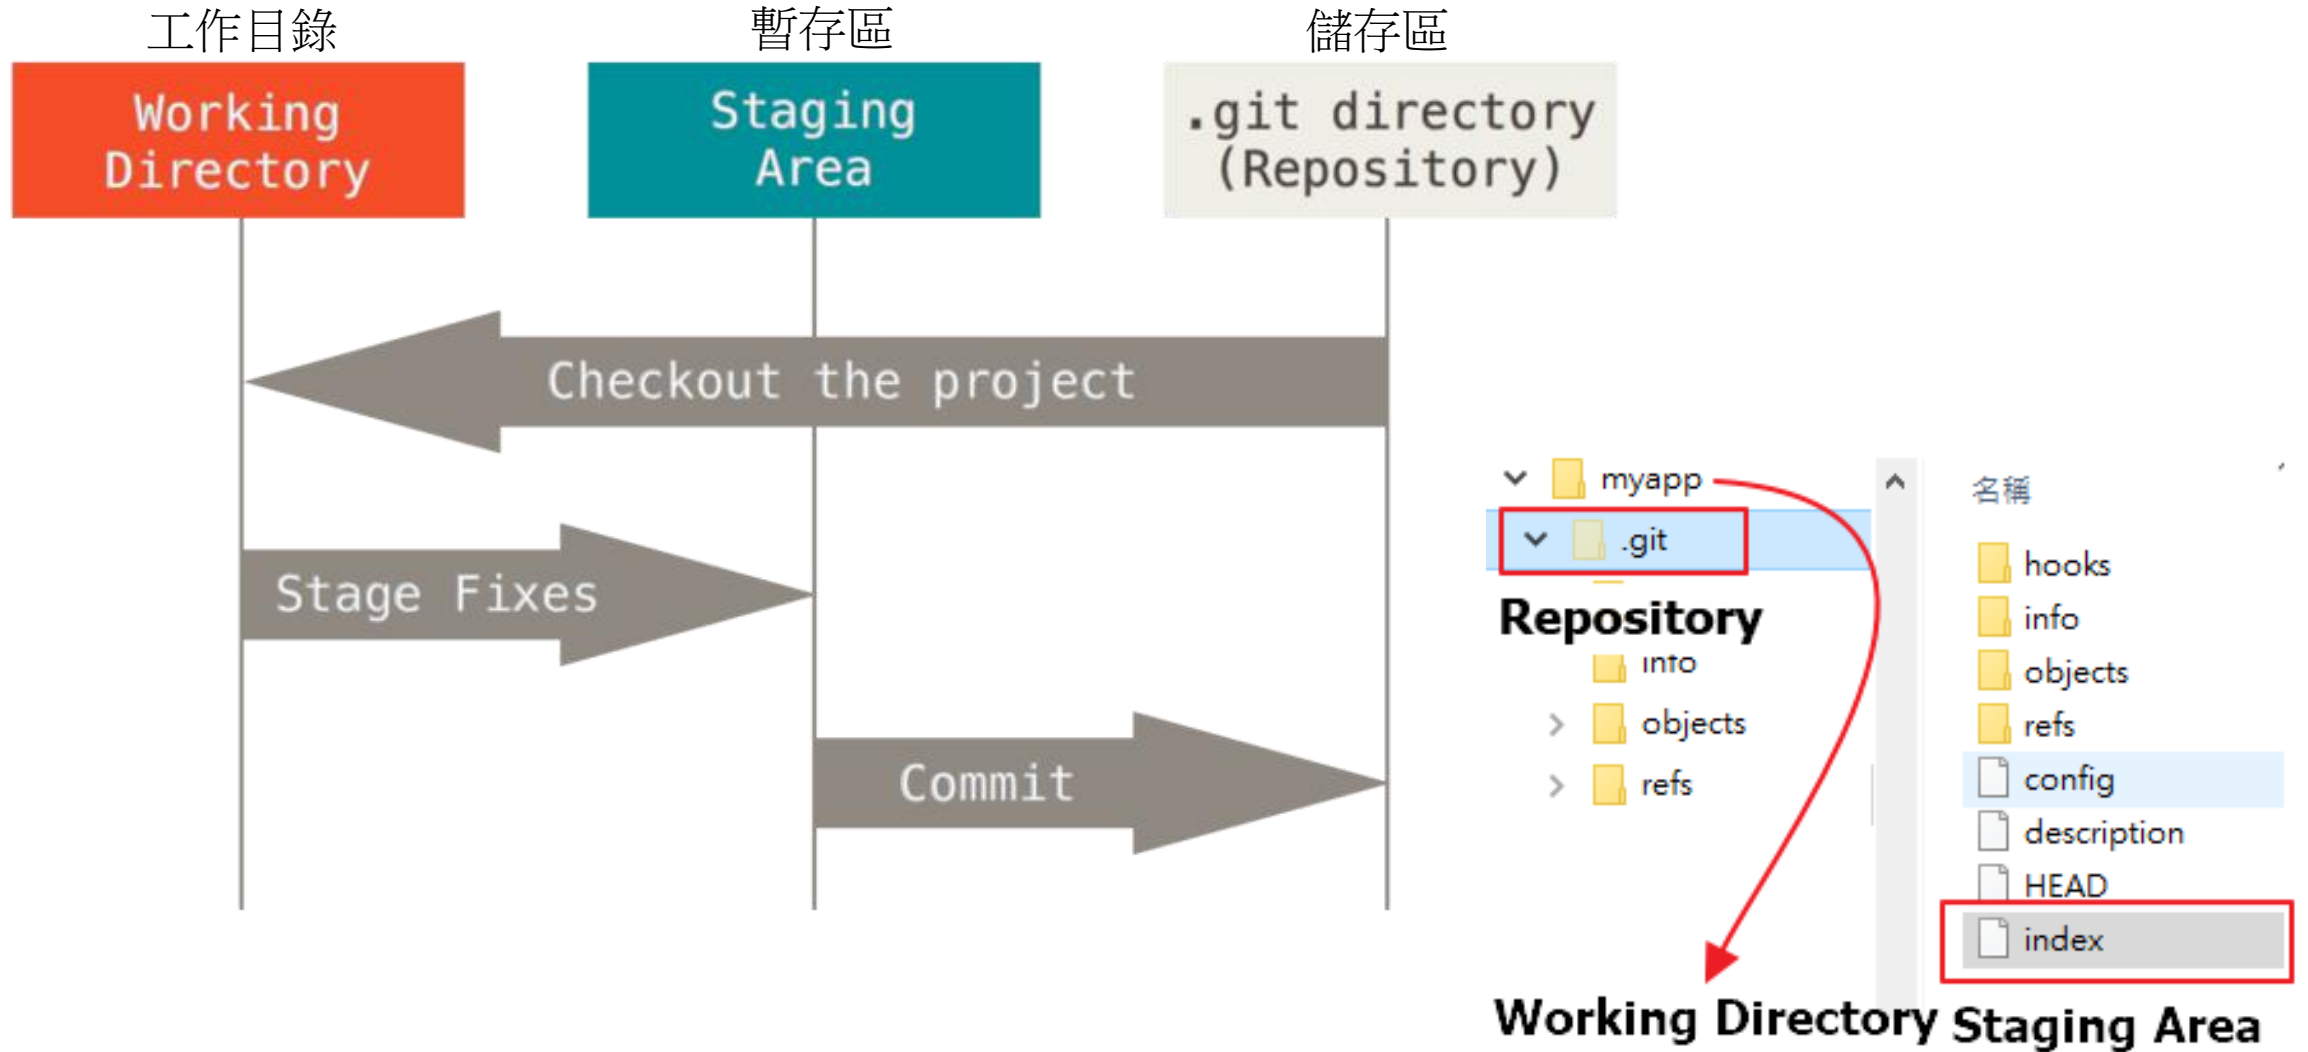 工作目錄
暫存區
儲存區
Working
Directory
Staging
Area
.git directory
(Repository)
Checkout the project
Stage Fixes
Commit
myapp
.git
Repository
info
objects
refs
名稱
hooks
info
objects
refs
config
description
HEAD
index
Working Directory
Staging Area